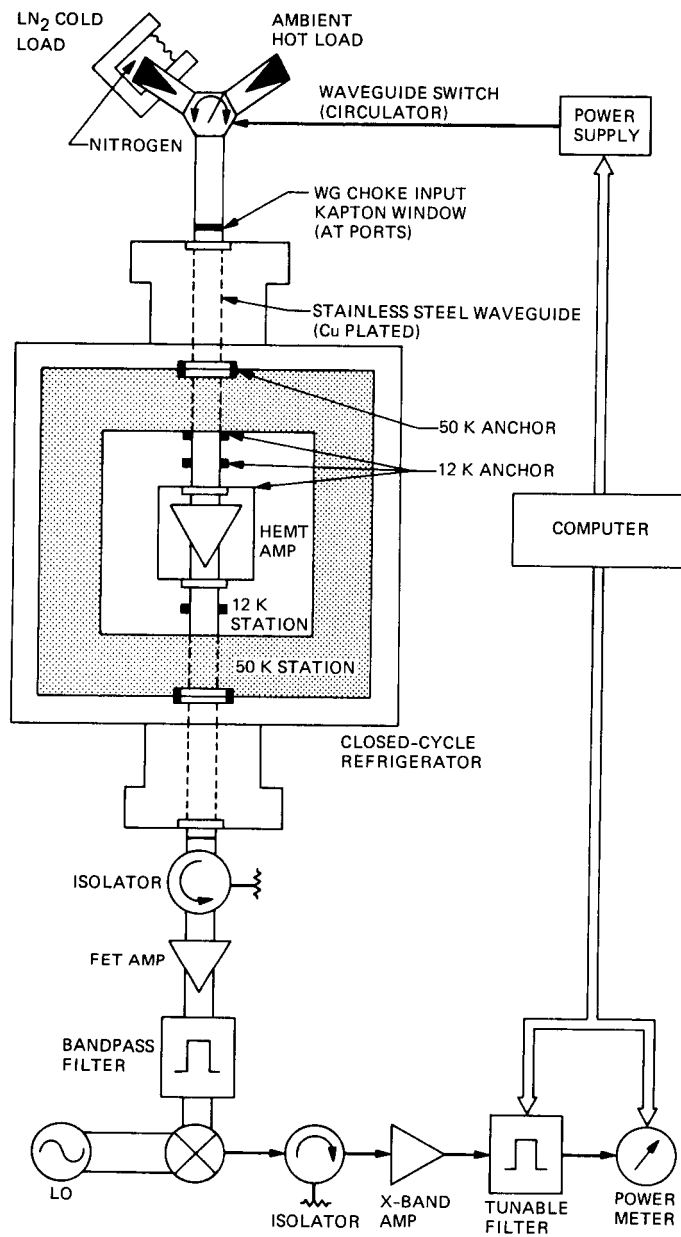 LN2 COLD
LOAD
AMBIENT
HOT LOAD
WAVEGUIDE SWITCH
(CIRCULATOR)
POWER
SUPPLY
NITROGEN
WG CHOKE INPUT
KAPTON WINDOW
(AT PORTS)
STAINLESS STEEL WAVEGUIDE
(Cu PLATED)
50 K ANCHOR
12 K ANCHOR
COMPUTER
HEMT
AMP
12 K
STATION
50 K STATION
CLOSED-CYCLE
REFRIGERATOR
ISOLATOR
FET AMP
BANDPASS
FILTER
LO
ISOLATOR
X-BAND
AMP
TUNABLE
FILTER
POWER
METER